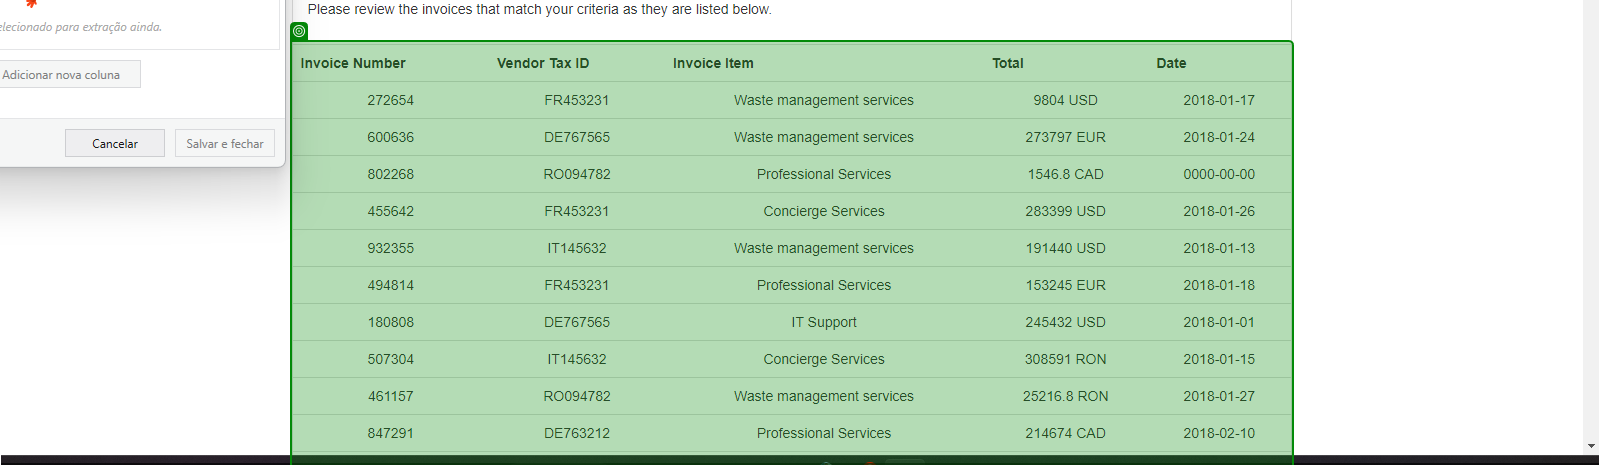 Please review the invoices that match your criteria as they are listed below.
elecionado para extração ainda.
Adicionar nova coluna
Cancelar Salvar e fechar
Invoice Number Vendor Tax ID Invoice Item Total Date
272654 FR453231 Waste management services 9804 USD 2018-01-17
600636 DE767565 Waste management services 273797 EUR 2018-01-24
802268 RO094782 Professional Services 1546.8 CAD 0000-00-00
455642 FR453231 Concierge Services 283399 USD 2018-01-26
932355 IT145632 Waste management services 191440 USD 2018-01-13
494814 FR453231 Professional Services 153245 EUR 2018-01-18
180808 DE767565 IT Support 245432 USD 2018-01-01
507304 IT145632 Concierge Services 308591 RON 2018-01-15
461157 RO094782 Waste management services 25216.8 RON 2018-01-27
847291 DE763212 Professional Services 214674 CAD 2018-02-10